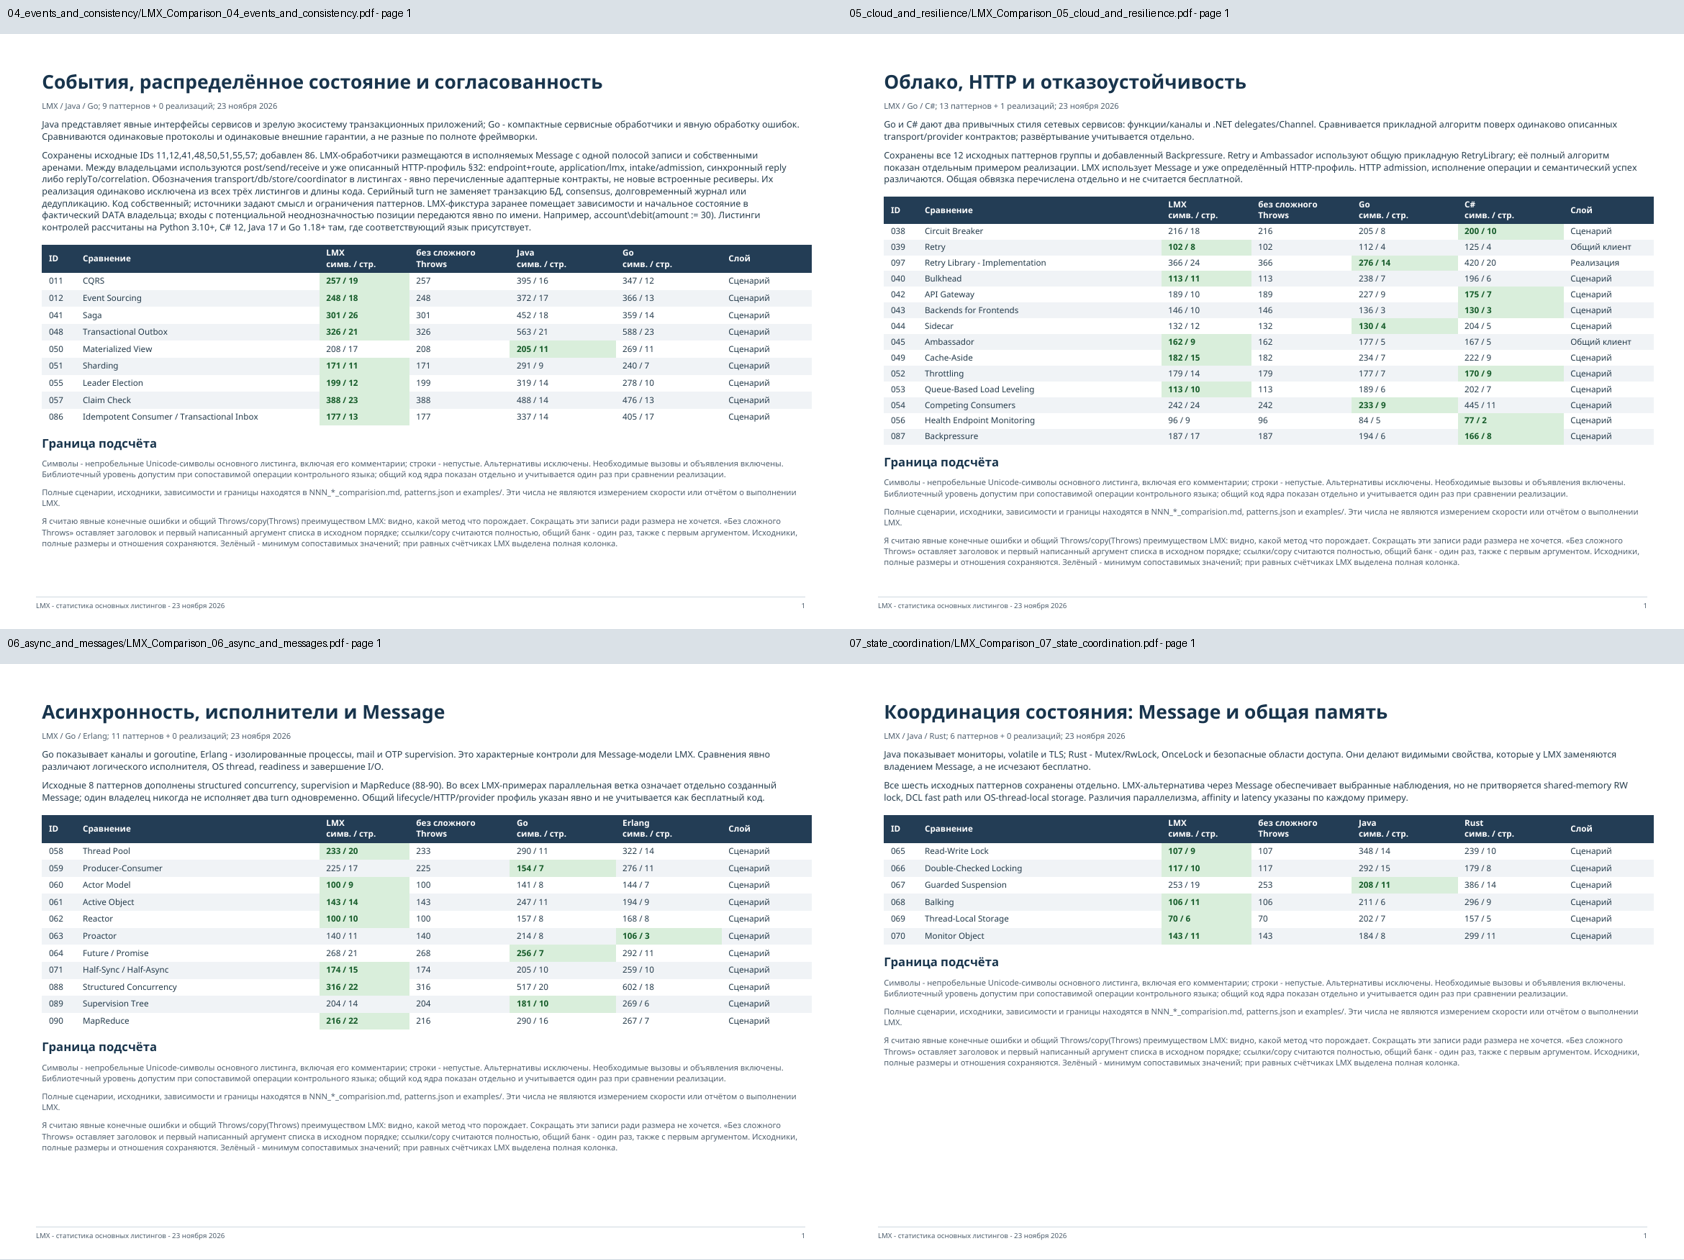 04_events_and_consistency/LMX_Comparison_04_events_and_consistency.pdf - page 1
События, распределённое состояние и согласованность
LMX / Java / Go; 9 паттернов + 0 реализаций; 23 ноября 2026
Java представляет явные интерфейсы сервисов и зрелую экосистему транзакционных приложений; Go - компактные сервисные обработчики и явную обработку ошибок.
Сравниваются одинаковые протоколы и одинаковые внешние гарантии, а не разные по полноте фреймворки.
Сохранены исходные IDs 11,12,41,48,50,51,55,57; добавлен 86. LMX-обработчики размещаются в исполняемых Message с одной полосой записи и собственными
аренами. Между владельцами используются post/send/receive и уже описанный HTTP-профиль §32: endpoint+route, application/lmx, intake/admission, синхронный reply
либо replyTo/correlation. Обозначения transport/db/store/coordinator в листингах - явно перечисленные адаптерные контракты, не новые встроенные ресиверы. Их
реализация одинаково исключена из всех трёх листингов и длины кода. Серийный turn не заменяет транзакцию БД, consensus, долговременный журнал или
дедупликацию. Код собственный; источники задают смысл и ограничения паттернов. LMX-фикстура заранее помещает зависимости и начальное состояние в
фактический DATA владельца; входы с потенциальной неоднозначностью позиции передаются явно по имени. Например, account\debit(amount := 30). Листинги
контролей рассчитаны на Python 3.10+, C# 12, Java 17 и Go 1.18+ там, где соответствующий язык присутствует.
ID Сравнение LMX симв. / стр. без сложного Throws Java симв. / стр. Go симв. / стр. Слой
011 CQRS 257 / 19 257 395 / 16 347 / 12 Сценарий
012 Event Sourcing 248 / 18 248 372 / 17 366 / 13 Сценарий
041 Saga 301 / 26 301 452 / 18 359 / 14 Сценарий
048 Transactional Outbox 326 / 21 326 563 / 21 588 / 23 Сценарий
050 Materialized View 208 / 17 208 205 / 11 269 / 11 Сценарий
051 Sharding 171 / 11 171 291 / 9 240 / 7 Сценарий
055 Leader Election 199 / 12 199 319 / 14 278 / 10 Сценарий
057 Claim Check 388 / 23 388 488 / 14 476 / 13 Сценарий
086 Idempotent Consumer / Transactional Inbox 177 / 13 177 337 / 14 405 / 17 Сценарий
Граница подсчёта
Символы - непробельные Unicode-символы основного листинга, включая его комментарии; строки - непустые. Альтернативы исключены. Необходимые вызовы и объявления включены.
Библиотечный уровень допустим при сопоставимой операции контрольного языка; общий код ядра показан отдельно и учитывается один раз при сравнении реализации.
Полные сценарии, исходники, зависимости и границы находятся в NNN_*_comparision.md, patterns.json и examples/. Эти числа не являются измерением скорости или отчётом о выполнении
LMX.
Я считаю явные конечные ошибки и общий Throws/copy(Throws) преимуществом LMX: видно, какой метод что порождает. Сокращать эти записи ради размера не хочется. «Без сложного
Throws» оставляет заголовок и первый написанный аргумент списка в исходном порядке; ссылки/copy считаются полностью, общий банк - один раз, также с первым аргументом. Исходники,
полные размеры и отношения сохраняются. Зелёный - минимум сопоставимых значений; при равных счётчиках LMX выделена полная колонка.
LMX - статистика основных листингов - 23 ноября 2026 1
05_cloud_and_resilience/LMX_Comparison_05_cloud_and_resilience.pdf - page 1
Облако, HTTP и отказоустойчивость
LMX / Go / C#; 13 паттернов + 1 реализаций; 23 ноября 2026
Go и C# дают два привычных стиля сетевых сервисов: функции/каналы и .NET delegates/Channel. Сравнивается прикладной алгоритм поверх одинаково описанных
transport/provider контрактов; развёртывание учитывается отдельно.
Сохранены все 12 исходных паттернов группы и добавленный Backpressure. Retry и Ambassador используют общую прикладную RetryLibrary; её полный алгоритм
показан отдельным примером реализации. LMX использует Message и уже определённый HTTP-профиль. HTTP admission, исполнение операции и семантический успех
различаются. Общая обвязка перечислена отдельно и не считается бесплатной.
ID Сравнение LMX симв. / стр. без сложного Throws Go симв. / стр. C# симв. / стр. Слой
038 Circuit Breaker 216 / 18 216 205 / 8 200 / 10 Сценарий
039 Retry 102 / 8 102 112 / 4 125 / 4 Общий клиент
097 Retry Library - Implementation 366 / 24 366 276 / 14 420 / 20 Реализация
040 Bulkhead 113 / 11 113 238 / 7 196 / 6 Сценарий
042 API Gateway 189 / 10 189 227 / 9 175 / 7 Сценарий
043 Backends for Frontends 146 / 10 146 136 / 3 130 / 3 Сценарий
044 Sidecar 132 / 12 132 130 / 4 204 / 5 Сценарий
045 Ambassador 162 / 9 162 177 / 5 167 / 5 Общий клиент
049 Cache-Aside 182 / 15 182 234 / 7 222 / 9 Сценарий
052 Throttling 179 / 14 179 177 / 7 170 / 9 Сценарий
053 Queue-Based Load Leveling 113 / 10 113 189 / 6 202 / 7 Сценарий
054 Competing Consumers 242 / 24 242 233 / 9 445 / 11 Сценарий
056 Health Endpoint Monitoring 96 / 9 96 84 / 5 77 / 2 Сценарий
087 Backpressure 187 / 17 187 194 / 6 166 / 8 Сценарий
Граница подсчёта
Символы - непробельные Unicode-символы основного листинга, включая его комментарии; строки - непустые. Альтернативы исключены. Необходимые вызовы и объявления включены.
Библиотечный уровень допустим при сопоставимой операции контрольного языка; общий код ядра показан отдельно и учитывается один раз при сравнении реализации.
Полные сценарии, исходники, зависимости и границы находятся в NNN_*_comparision.md, patterns.json и examples/. Эти числа не являются измерением скорости или отчётом о выполнении
LMX.
Я считаю явные конечные ошибки и общий Throws/copy(Throws) преимуществом LMX: видно, какой метод что порождает. Сокращать эти записи ради размера не хочется. «Без сложного
Throws» оставляет заголовок и первый написанный аргумент списка в исходном порядке; ссылки/copy считаются полностью, общий банк - один раз, также с первым аргументом. Исходники,
полные размеры и отношения сохраняются. Зелёный - минимум сопоставимых значений; при равных счётчиках LMX выделена полная колонка.
LMX - статистика основных листингов - 23 ноября 2026 1
06_async_and_messages/LMX_Comparison_06_async_and_messages.pdf - page 1
Асинхронность, исполнители и Message
LMX / Go / Erlang; 11 паттернов + 0 реализаций; 23 ноября 2026
Go показывает каналы и goroutine, Erlang - изолированные процессы, mail и OTP supervision. Это характерные контроли для Message-модели LMX. Сравнения явно
различают логического исполнителя, OS thread, readiness и завершение I/O.
Исходные 8 паттернов дополнены structured concurrency, supervision и MapReduce (88-90). Во всех LMX-примерах параллельная ветка означает отдельно созданный
Message; один владелец никогда не исполняет два turn одновременно. Общий lifecycle/HTTP/provider профиль указан явно и не учитывается как бесплатный код.
ID Сравнение LMX симв. / стр. без сложного Throws Go симв. / стр. Erlang симв. / стр. Слой
058 Thread Pool 233 / 20 233 290 / 11 322 / 14 Сценарий
059 Producer-Consumer 225 / 17 225 154 / 7 276 / 11 Сценарий
060 Actor Model 100 / 9 100 141 / 8 144 / 7 Сценарий
061 Active Object 143 / 14 143 247 / 11 194 / 9 Сценарий
062 Reactor 100 / 10 100 157 / 8 168 / 8 Сценарий
063 Proactor 140 / 11 140 214 / 8 106 / 3 Сценарий
064 Future / Promise 268 / 21 268 256 / 7 292 / 11 Сценарий
071 Half-Sync / Half-Async 174 / 15 174 205 / 10 259 / 10 Сценарий
088 Structured Concurrency 316 / 22 316 517 / 20 602 / 18 Сценарий
089 Supervision Tree 204 / 14 204 181 / 10 269 / 6 Сценарий
090 MapReduce 216 / 22 216 290 / 16 267 / 7 Сценарий
Граница подсчёта
Символы - непробельные Unicode-символы основного листинга, включая его комментарии; строки - непустые. Альтернативы исключены. Необходимые вызовы и объявления включены.
Библиотечный уровень допустим при сопоставимой операции контрольного языка; общий код ядра показан отдельно и учитывается один раз при сравнении реализации.
Полные сценарии, исходники, зависимости и границы находятся в NNN_*_comparision.md, patterns.json и examples/. Эти числа не являются измерением скорости или отчётом о выполнении
LMX.
Я считаю явные конечные ошибки и общий Throws/copy(Throws) преимуществом LMX: видно, какой метод что порождает. Сокращать эти записи ради размера не хочется. «Без сложного
Throws» оставляет заголовок и первый написанный аргумент списка в исходном порядке; ссылки/copy считаются полностью, общий банк - один раз, также с первым аргументом. Исходники,
полные размеры и отношения сохраняются. Зелёный - минимум сопоставимых значений; при равных счётчиках LMX выделена полная колонка.
LMX - статистика основных листингов - 23 ноября 2026 1
07_state_coordination/LMX_Comparison_07_state_coordination.pdf - page 1
Координация состояния: Message и общая память
LMX / Java / Rust; 6 паттернов + 0 реализаций; 23 ноября 2026
Java показывает мониторы, volatile и TLS; Rust - Mutex/RwLock, OnceLock и безопасные области доступа. Они делают видимыми свойства, которые у LMX заменяются
владением Message, а не исчезают бесплатно.
Все шесть исходных паттернов сохранены отдельно. LMX-альтернатива через Message обеспечивает выбранные наблюдения, но не притворяется shared-memory RW
lock, DCL fast path или OS-thread-local storage. Различия параллелизма, affinity и latency указаны по каждому примеру.
ID Сравнение LMX симв. / стр. без сложного Throws Java симв. / стр. Rust симв. / стр. Слой
065 Read-Write Lock 107 / 9 107 348 / 14 239 / 10 Сценарий
066 Double-Checked Locking 117 / 10 117 292 / 15 179 / 8 Сценарий
067 Guarded Suspension 253 / 19 253 208 / 11 386 / 14 Сценарий
068 Balking 106 / 11 106 211 / 6 296 / 9 Сценарий
069 Thread-Local Storage 70 / 6 70 202 / 7 157 / 5 Сценарий
070 Monitor Object 143 / 11 143 184 / 8 299 / 11 Сценарий
Граница подсчёта
Символы - непробельные Unicode-символы основного листинга, включая его комментарии; строки - непустые. Альтернативы исключены. Необходимые вызовы и объявления включены.
Библиотечный уровень допустим при сопоставимой операции контрольного языка; общий код ядра показан отдельно и учитывается один раз при сравнении реализации.
Полные сценарии, исходники, зависимости и границы находятся в NNN_*_comparision.md, patterns.json и examples/. Эти числа не являются измерением скорости или отчётом о выполнении
LMX.
Я считаю явные конечные ошибки и общий Throws/copy(Throws) преимуществом LMX: видно, какой метод что порождает. Сокращать эти записи ради размера не хочется. «Без сложного
Throws» оставляет заголовок и первый написанный аргумент списка в исходном порядке; ссылки/copy считаются полностью, общий банк - один раз, также с первым аргументом. Исходники,
полные размеры и отношения сохраняются. Зелёный - минимум сопоставимых значений; при равных счётчиках LMX выделена полная колонка.
LMX - статистика основных листингов - 23 ноября 2026 1